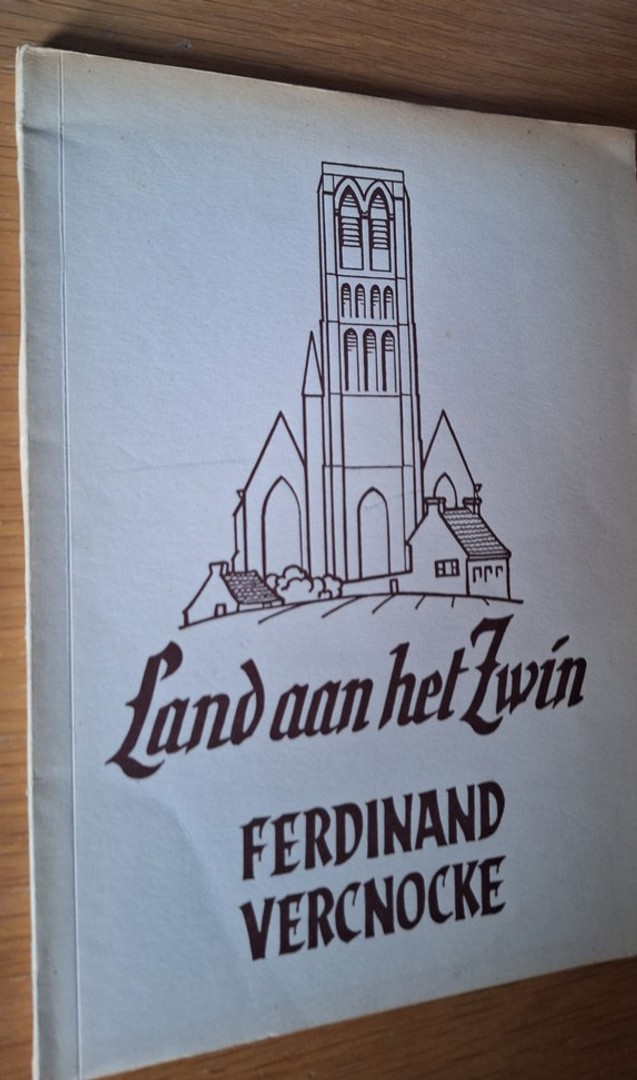 Land aan het Zwin
FERDINAND
VERCNOCKE